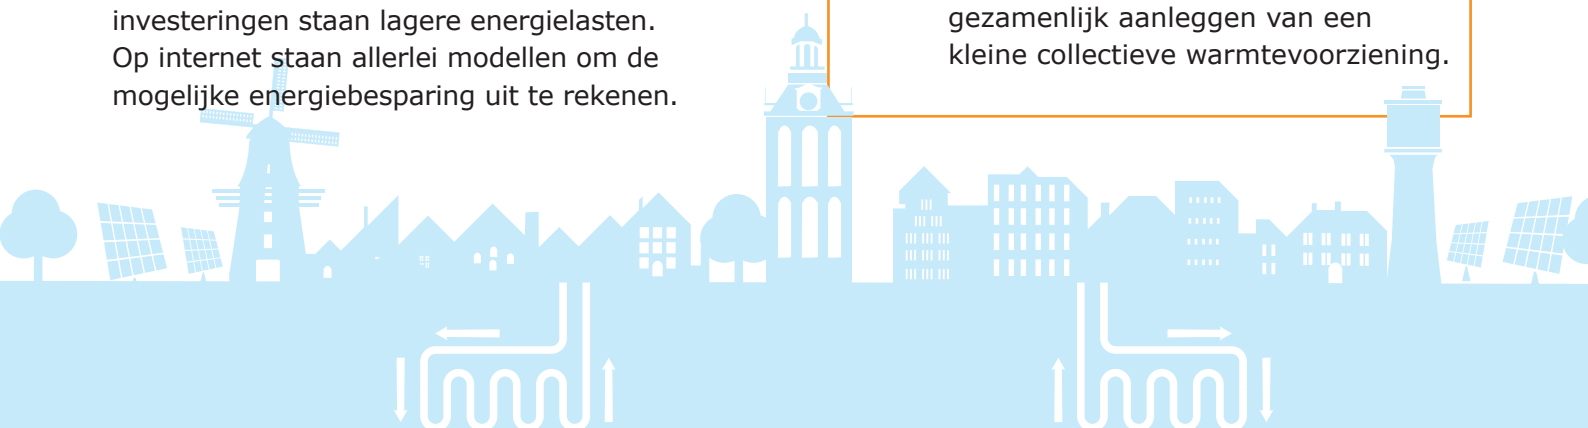 investeringen staan lagere energielasten.
Op internet staan allerlei modellen om de
mogelijke energiebesparing uit te rekenen.
gezamenlijk aanleggen van een
kleine collectieve warmtevoorziening.